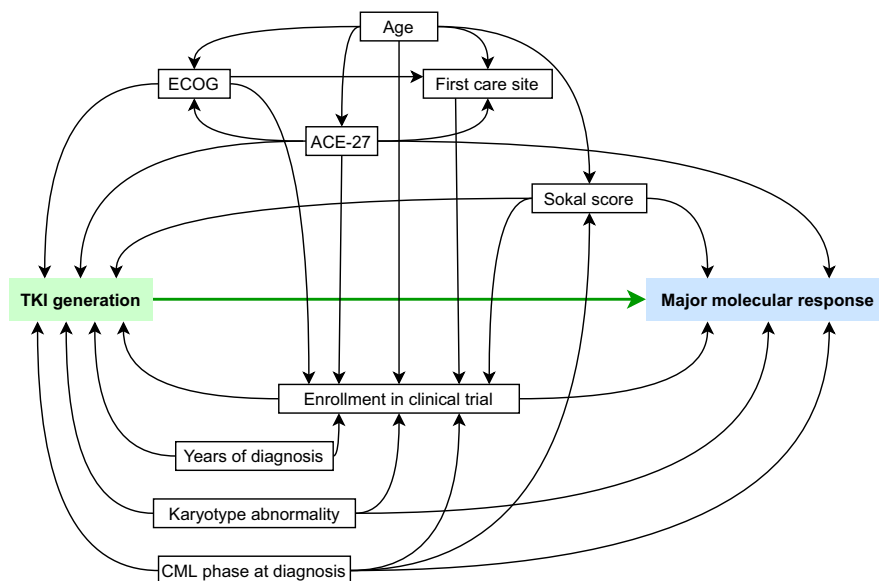 Age
ECOG
First care site
ACE-27
Sokal score
TKI generation
Major molecular response
Enrollment in clinical trial
Years of diagnosis
Karyotype abnormality
CML phase at diagnosis